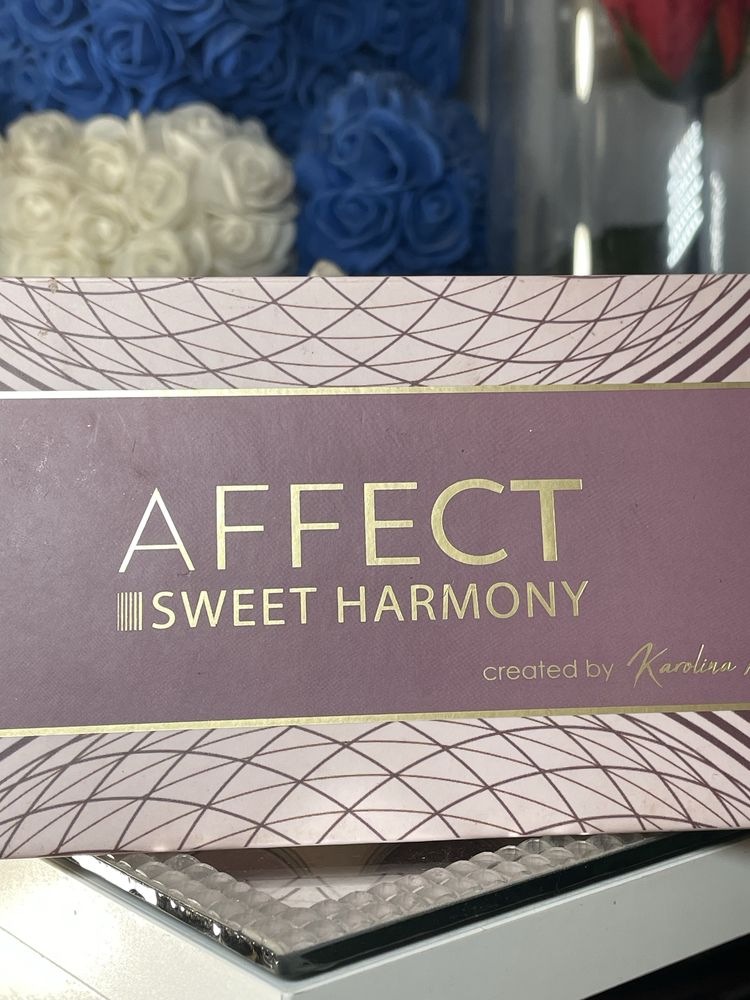 AFFECT
SWEET HARMONY
created by Karolina